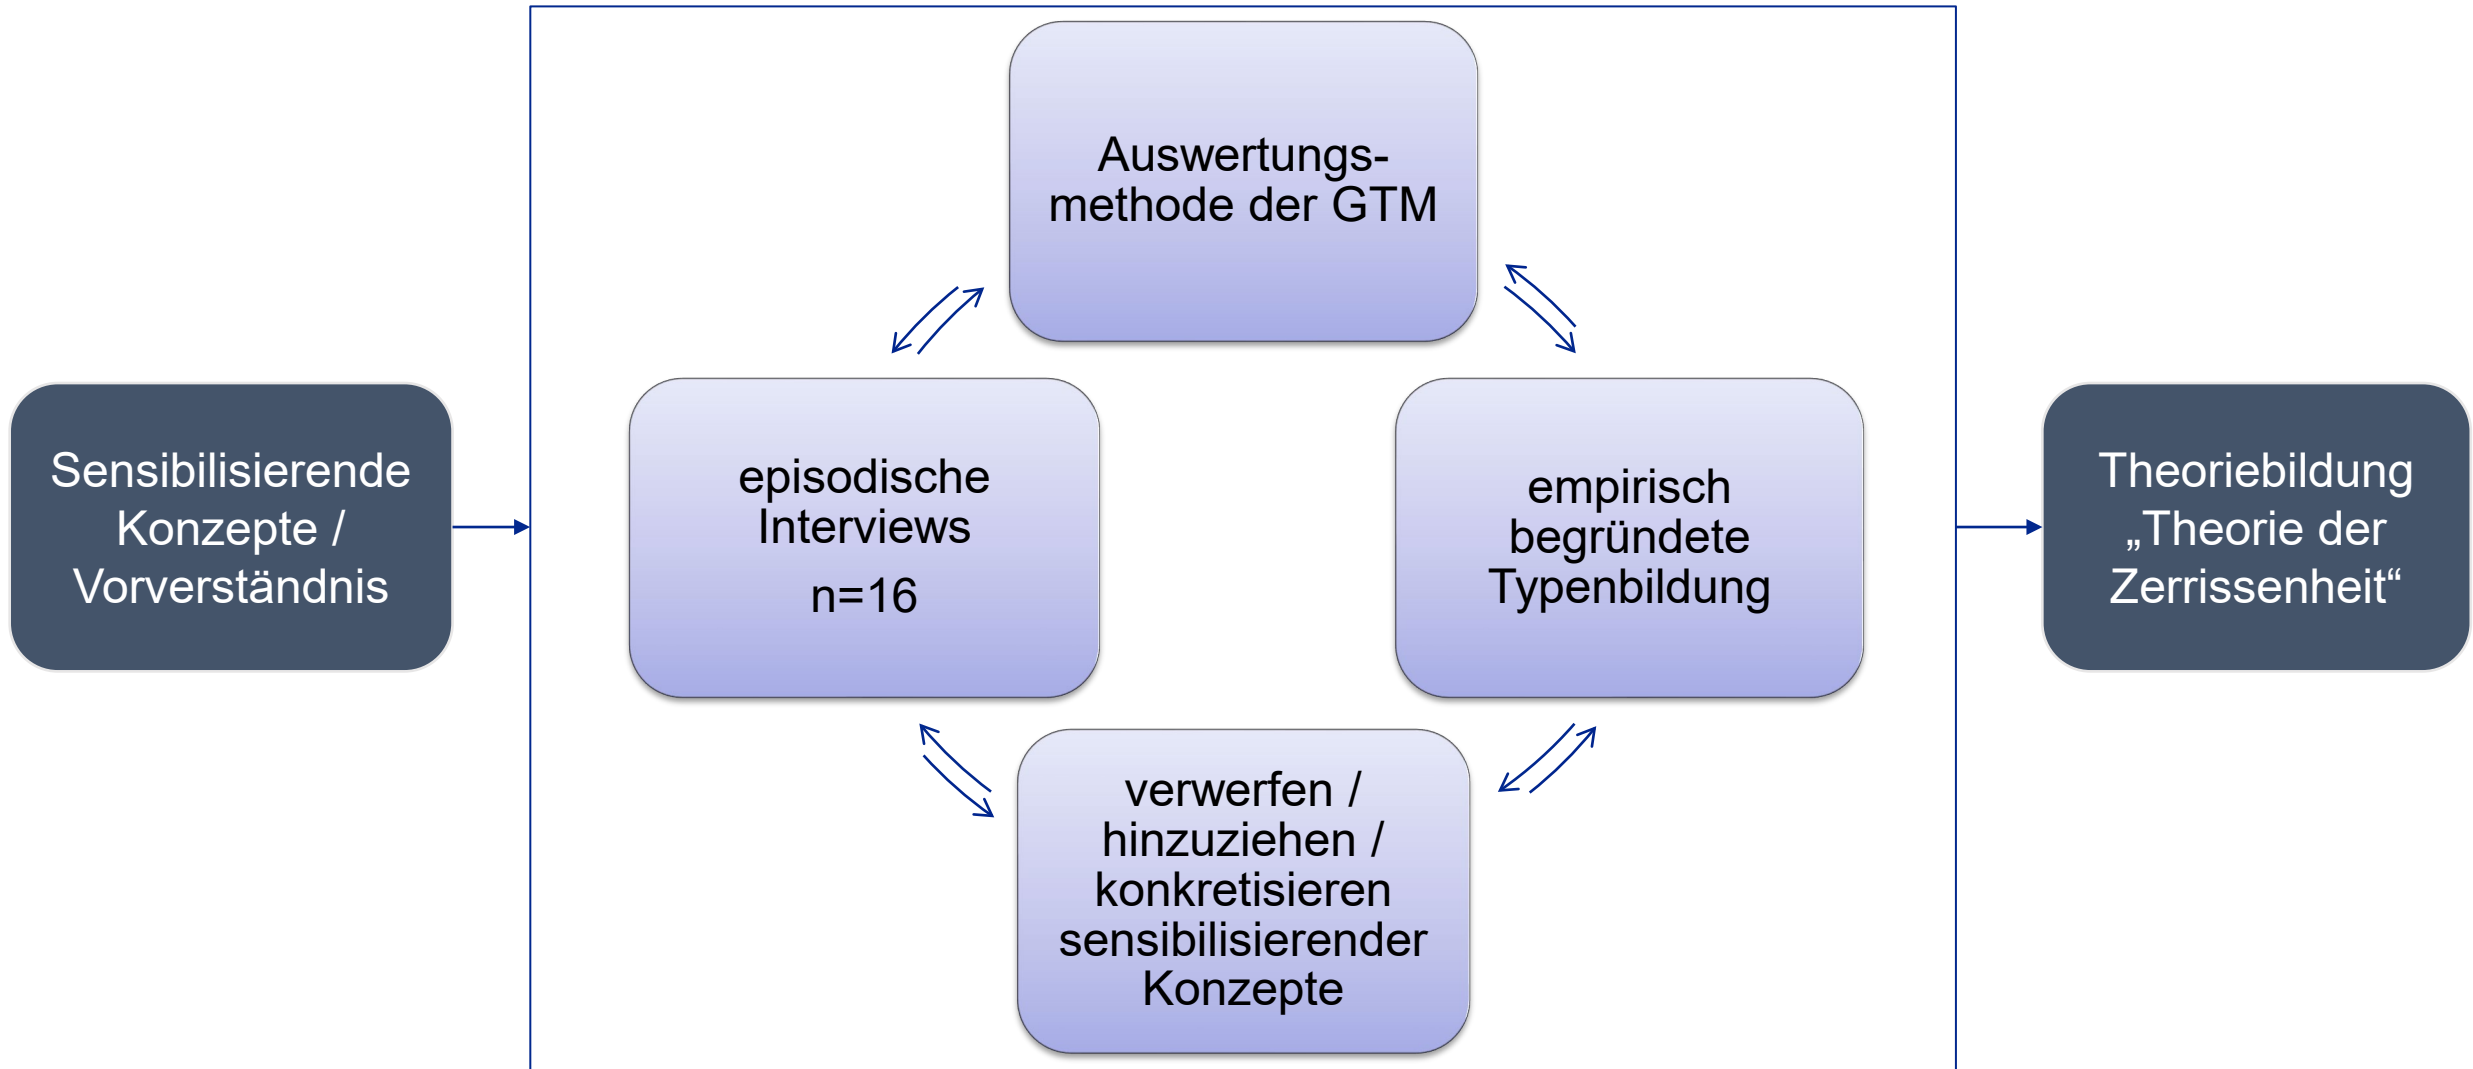 Auswertungs-
methode der GTM
Sensibilisierende
Konzepte /
Vorverständnis
episodische
Interviews
n=16
empirisch
begründete
Typenbildung
Theoriebildung
„Theorie der
Zerrissenheit“
verwerfen /
hinzuziehen /
konkretisieren
sensibilisierender
Konzepte